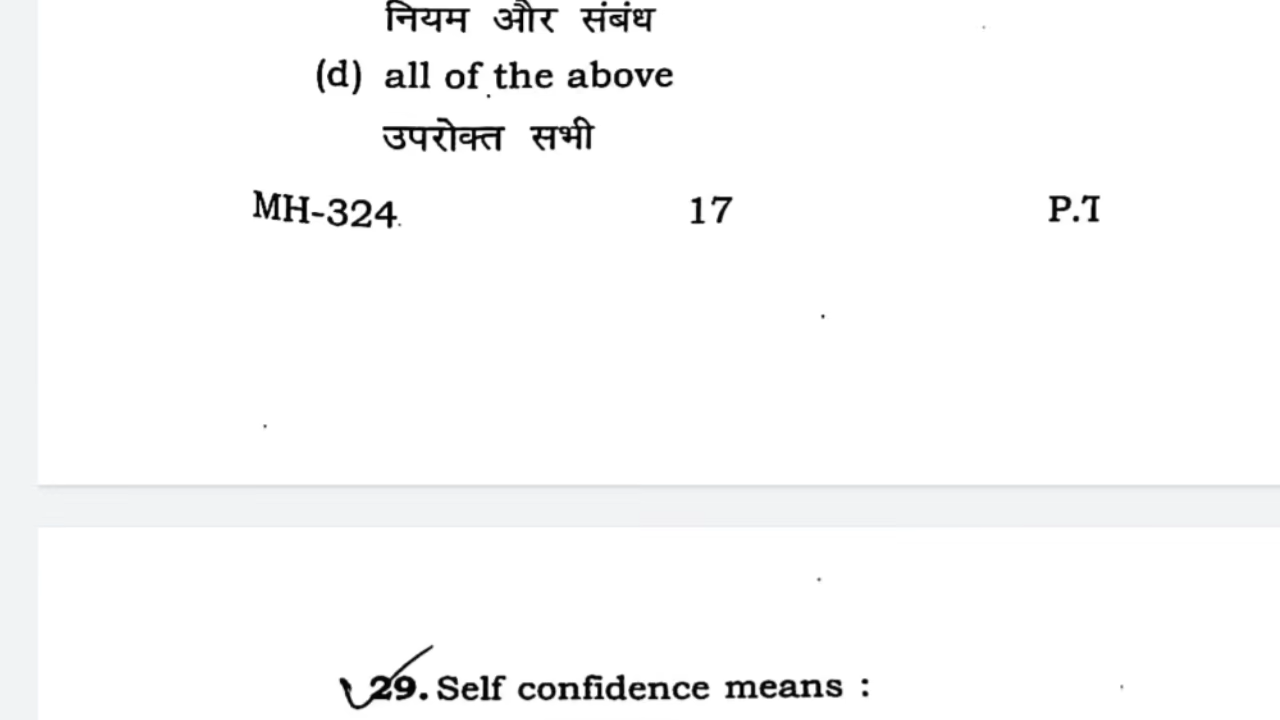 नियम और संबंध
(d) all of the above
उपरोक्त सभी
MH-324 17 P.T
29. Self confidence means :